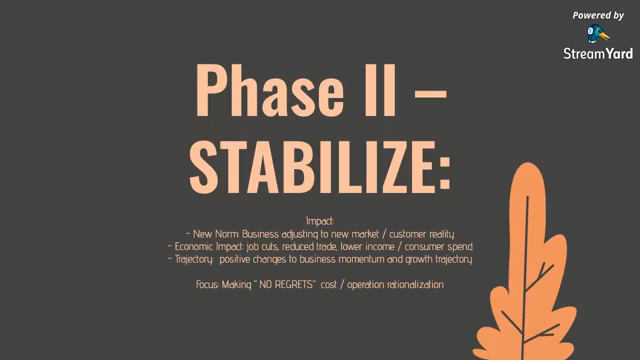 Powered by
StreamYard
Phase II –
STABILIZE:
Impact:
- New Norm: Business adjusting to new market / customer reality
- Economic Impact: job cuts, reduced trade, lower income / consumer spend
- Trajectory:  positive changes to business momentum and growth trajectory
Focus: Making " NO REGRETS"  cost / operation rationalization